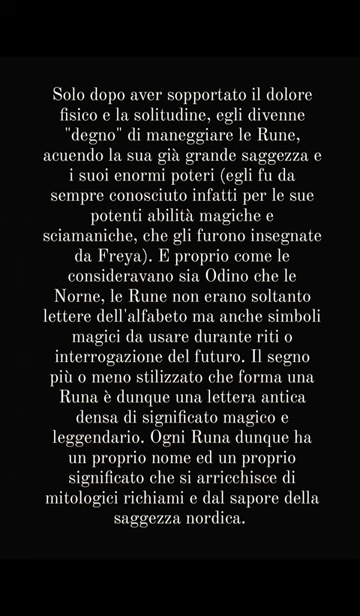 Solo dopo aver sopportato il dolore
fisico e la solitudine, egli divenne
"degno" di maneggiare le Rune,
acuendo la sua già grande saggezza e
i suoi enormi poteri (egli fu da
sempre conosciuto infatti per le sue
potenti abilità magiche e
sciamaniche, che gli furono insegnate
da Freya). E proprio come le
consideravano sia Odino che le
Norne, le Rune non erano soltanto
lettere dell'alfabeto ma anche simboli
magici da usare durante riti o
interrogazione del futuro. Il segno
più o meno stilizzato che forma una
Runa è dunque una lettera antica
densa di significato magico e
leggendario. Ogni Runa dunque ha
un proprio nome ed un proprio
significato che si arricchisce di
mitologici richiami e dal sapore della
saggezza nordica.